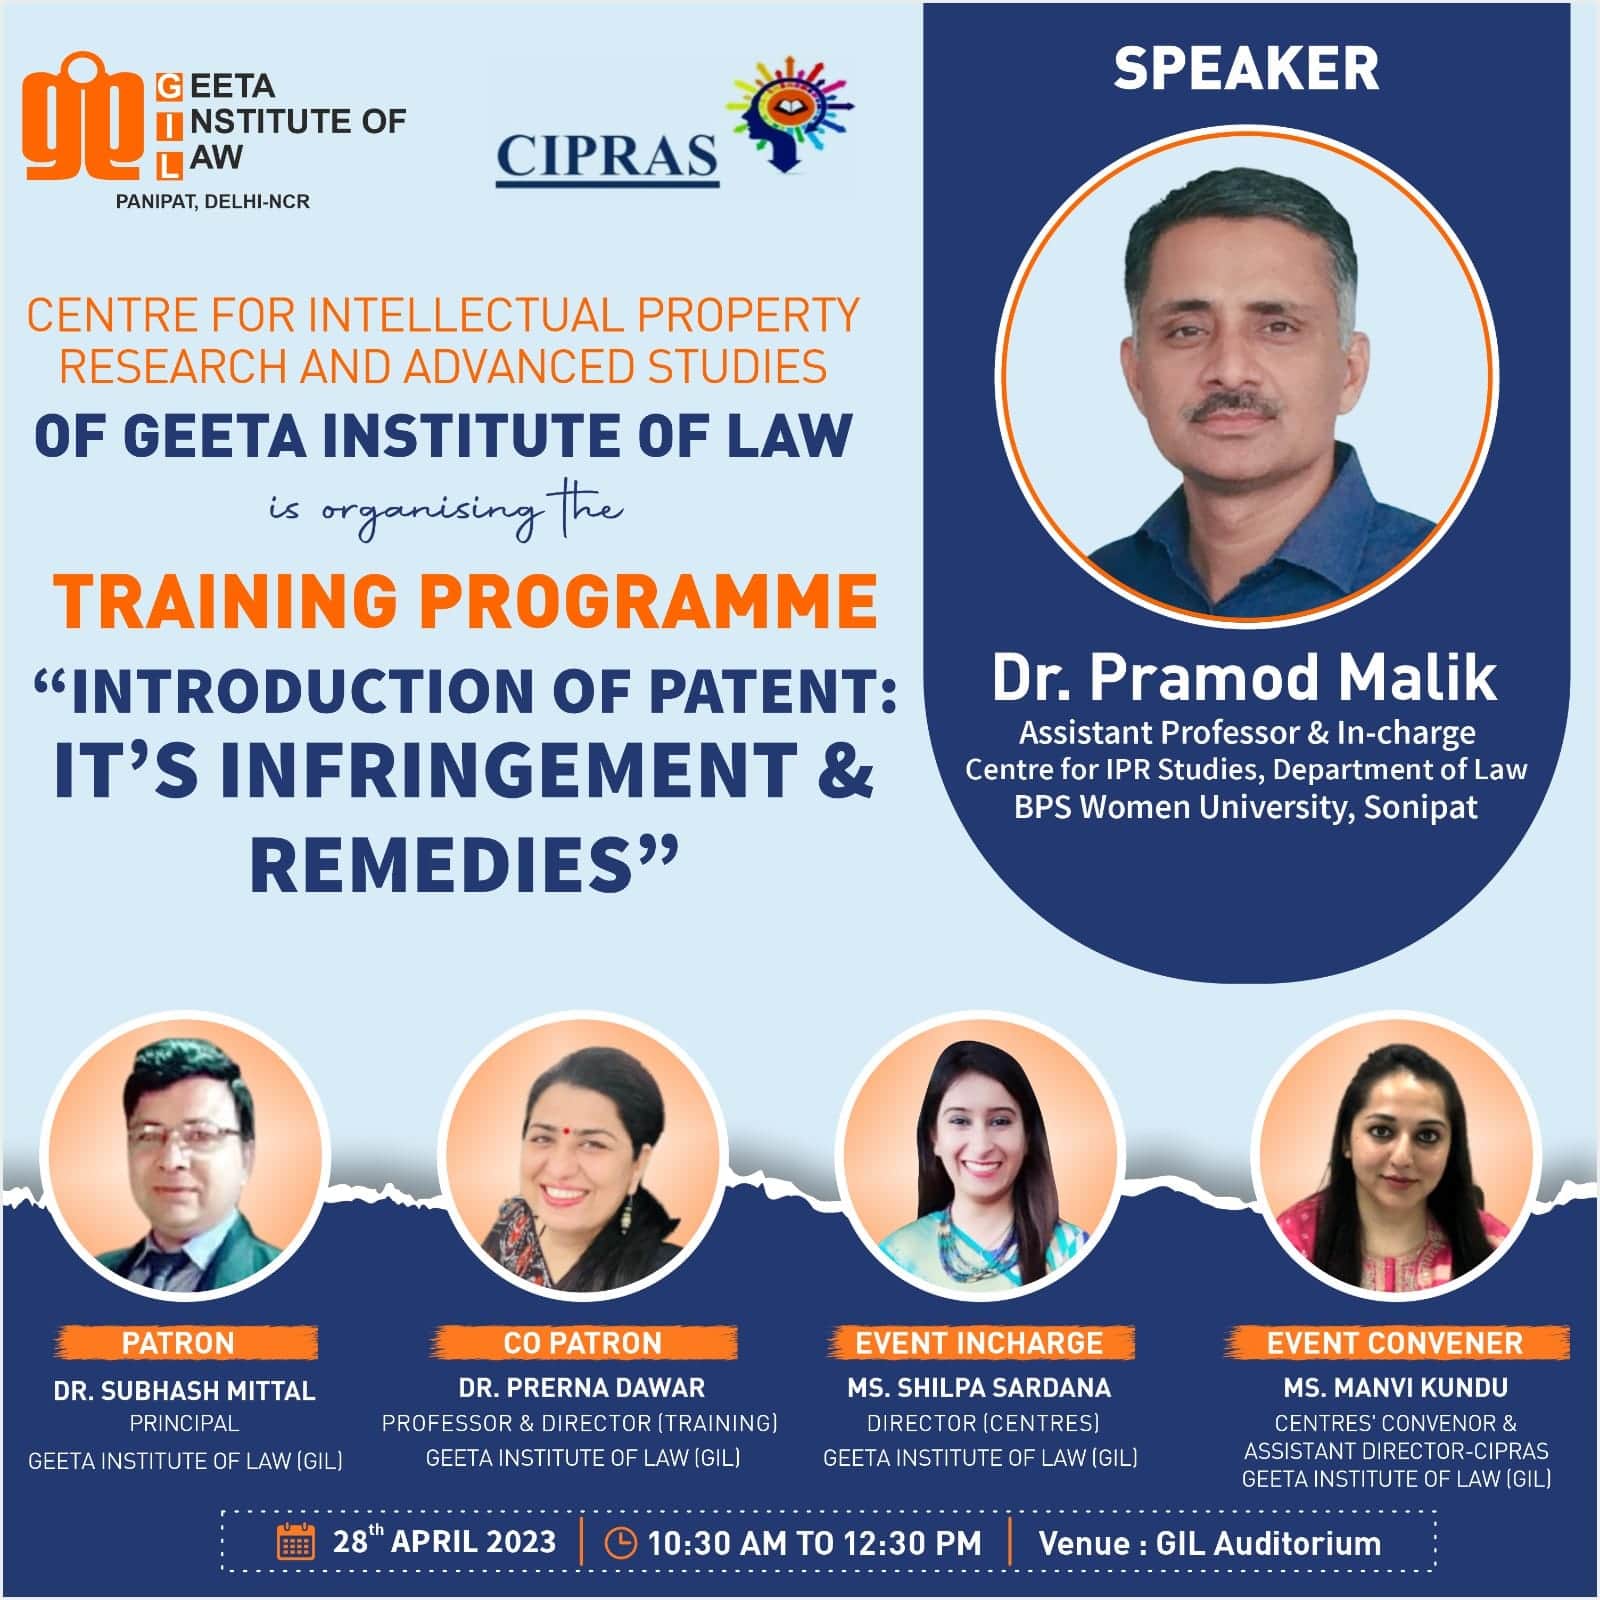 GEETA
INSTITUTE OF
LAW
PANIPAT, DELHI-NCR
CIPRAS
CENTRE FOR INTELLECTUAL PROPERTY
RESEARCH AND ADVANCED STUDIES
OF GEETA INSTITUTE OF LAW
is organising the
TRAINING PROGRAMME
“INTRODUCTION OF PATENT:
IT’S INFRINGEMENT &
REMEDIES”
SPEAKER
Dr. Pramod Malik
Assistant Professor & In-charge
Centre for IPR Studies, Department of Law
BPS Women University, Sonipat
PATRON
DR. SUBHASH MITTAL
PRINCIPAL
GEETA INSTITUTE OF LAW (GIL)
CO PATRON
DR. PRERNA DAWAR
PROFESSOR & DIRECTOR (TRAINING)
GEETA INSTITUTE OF LAW (GIL)
EVENT INCHARGE
MS. SHILPA SARDANA
DIRECTOR (CENTRES)
GEETA INSTITUTE OF LAW (GIL)
EVENT CONVENER
MS. MANVI KUNDU
CENTRES' CONVENOR &
ASSISTANT DIRECTOR-CIPRAS
GEETA INSTITUTE OF LAW (GIL)
28th APRIL 2023 | 10:30 AM TO 12:30 PM | Venue : GIL Auditorium